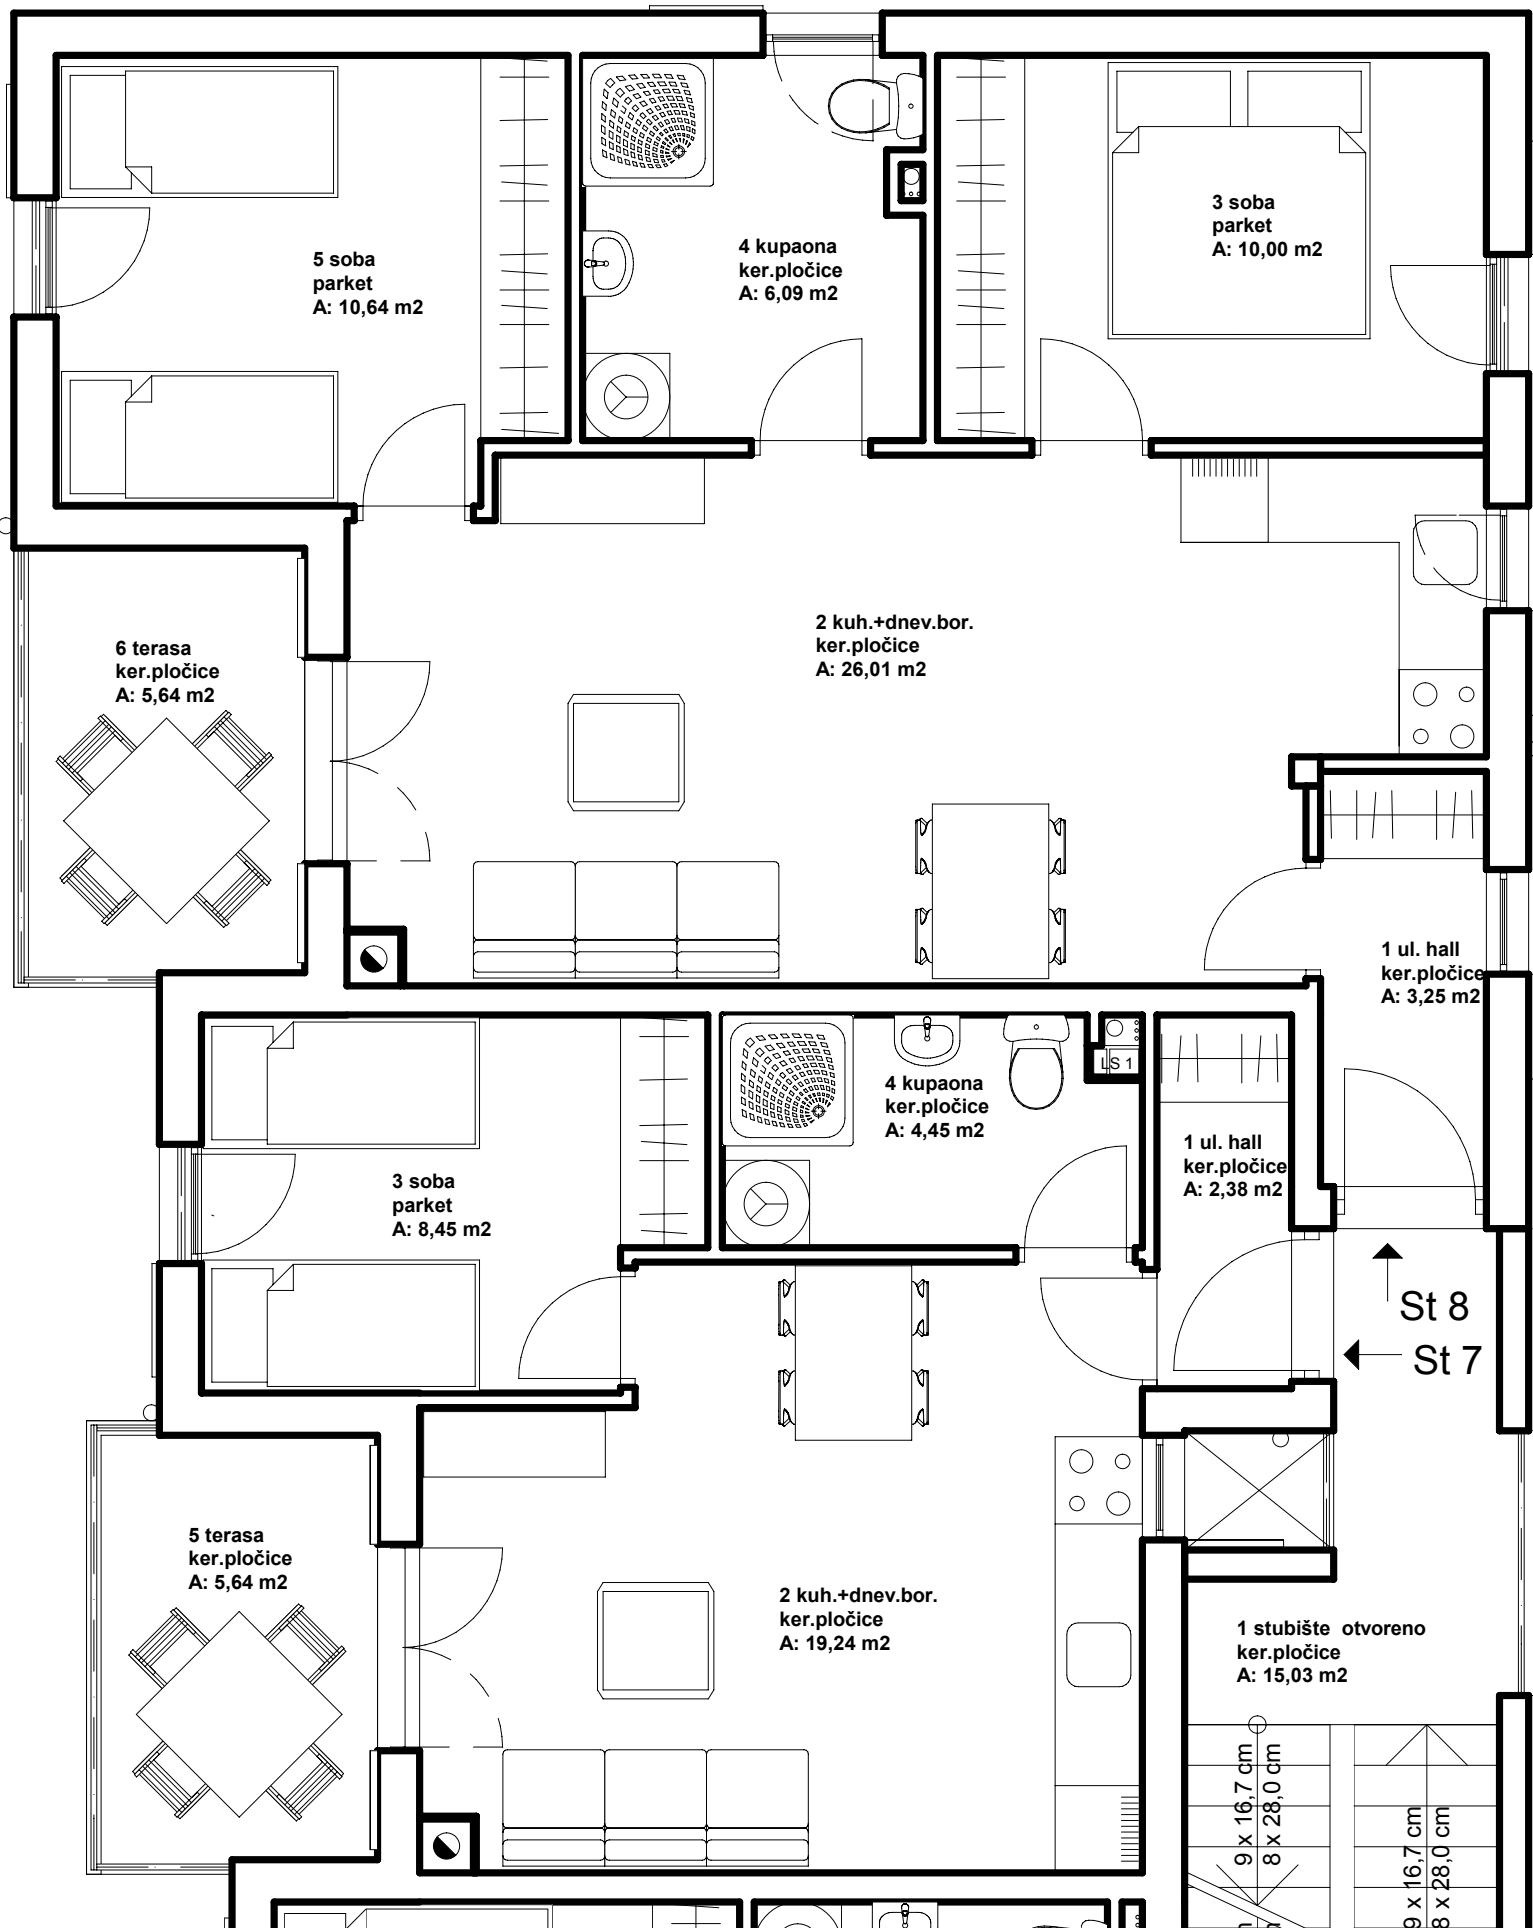 5 soba
parket
A: 10,64 m2
4 kupaona
ker.pločice
A: 6,09 m2
3 soba
parket
A: 10,00 m2
6 terasa
ker.pločice
A: 5,64 m2
2 kuh.+dnev.bor.
ker.pločice
A: 26,01 m2
1 ul. hall
ker.pločice
A: 3,25 m2
3 soba
parket
A: 8,45 m2
LS 1
4 kupaona
ker.pločice
A: 4,45 m2
1 ul. hall
ker.pločice
A: 2,38 m2
St 8
St 7
5 terasa
ker.pločice
A: 5,64 m2
2 kuh.+dnev.bor.
ker.pločice
A: 19,24 m2
1 stubište otvoreno
ker.pločice
A: 15,03 m2
9 x 16,7 cm
8 x 28,0 cm
9 x 16,7 cm
8 x 28,0 cm